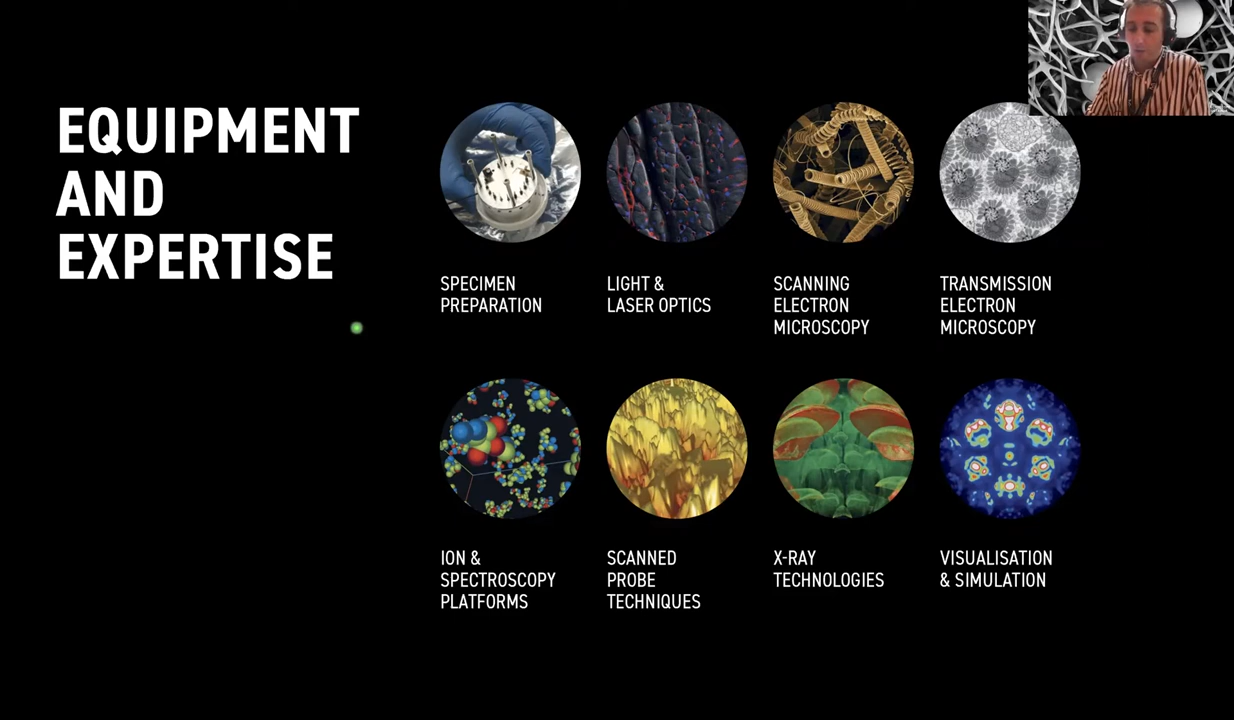 EQUIPMENT
AND
EXPERTISE
SPECIMEN
PREPARATION
LIGHT &
LASER OPTICS
SCANNING
ELECTRON
MICROSCOPY
TRANSMISSION
ELECTRON
MICROSCOPY
ION &
SPECTROSCOPY
PLATFORMS
SCANNED
PROBE
TECHNIQUES
X-RAY
TECHNOLOGIES
VISUALISATION
& SIMULATION